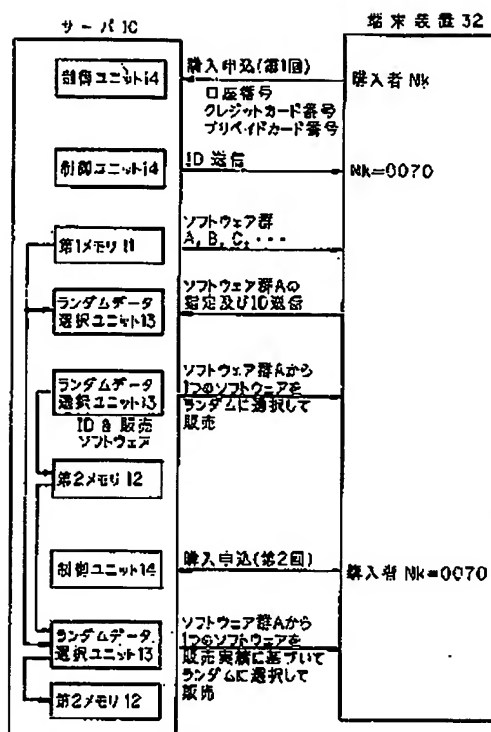 サーバ10
端末装置32
制御ユニット14
購入申込(第1回)
口座番号
クレジットカード番号
プリペイドカード番号
購入者 Nk
制御ユニット14
ID 送信
Nk=0070
第1メモリ 11
ソフトウェア群
A, B, C, ・・・
ランダムデータ
選択ユニット13
ソフトウェア群Aの
指定及びID送信
ランダムデータ
選択ユニット13
ID & 販売
ソフトウェア
ソフトウェア群Aから
1つのソフトウェアを
ランダムに選択して
販売
第2メモリ 12
制御ユニット14
購入申込(第2回)
購入者 Nk=0070
ランダムデータ
選択ユニット13
ソフトウェア群Aから
1つのソフトウェアを
販売実績に基づいて
ランダムに選択して
販売
第2メモリ 12